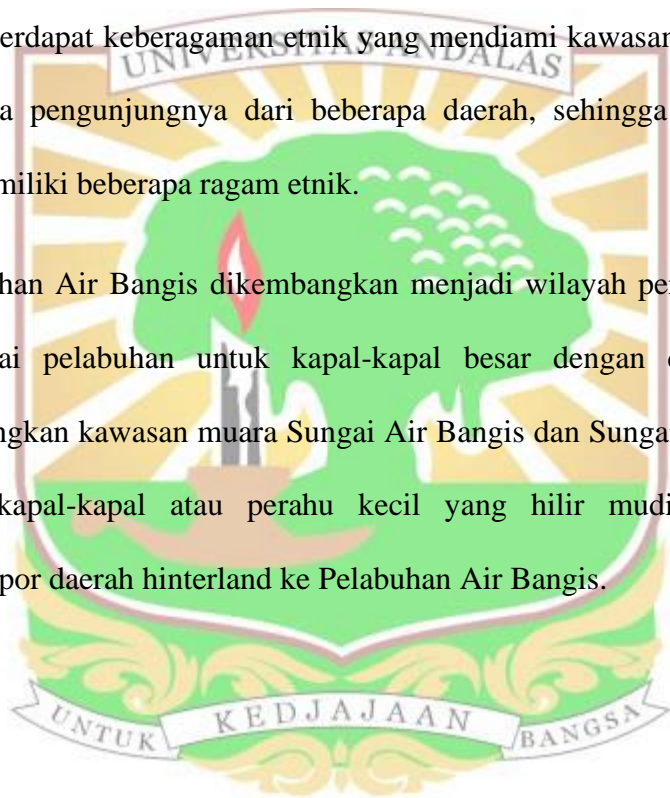 erdapat keberagaman etnik yang mendiami kawasan
UNIVERSITAS ANDALAS
a pengunjungnya dari beberapa daerah, sehingga
miliki beberapa ragam etnik.
han Air Bangis dikembangkan menjadi wilayah per
ai pelabuhan untuk kapal-kapal besar dengan
ngkan kawasan muara Sungai Air Bangis dan Sungai
kapal-kapal atau perahu kecil yang hilir mudi
por daerah hinterland ke Pelabuhan Air Bangis.
UNTUK KEDJAJAAN BANGSA